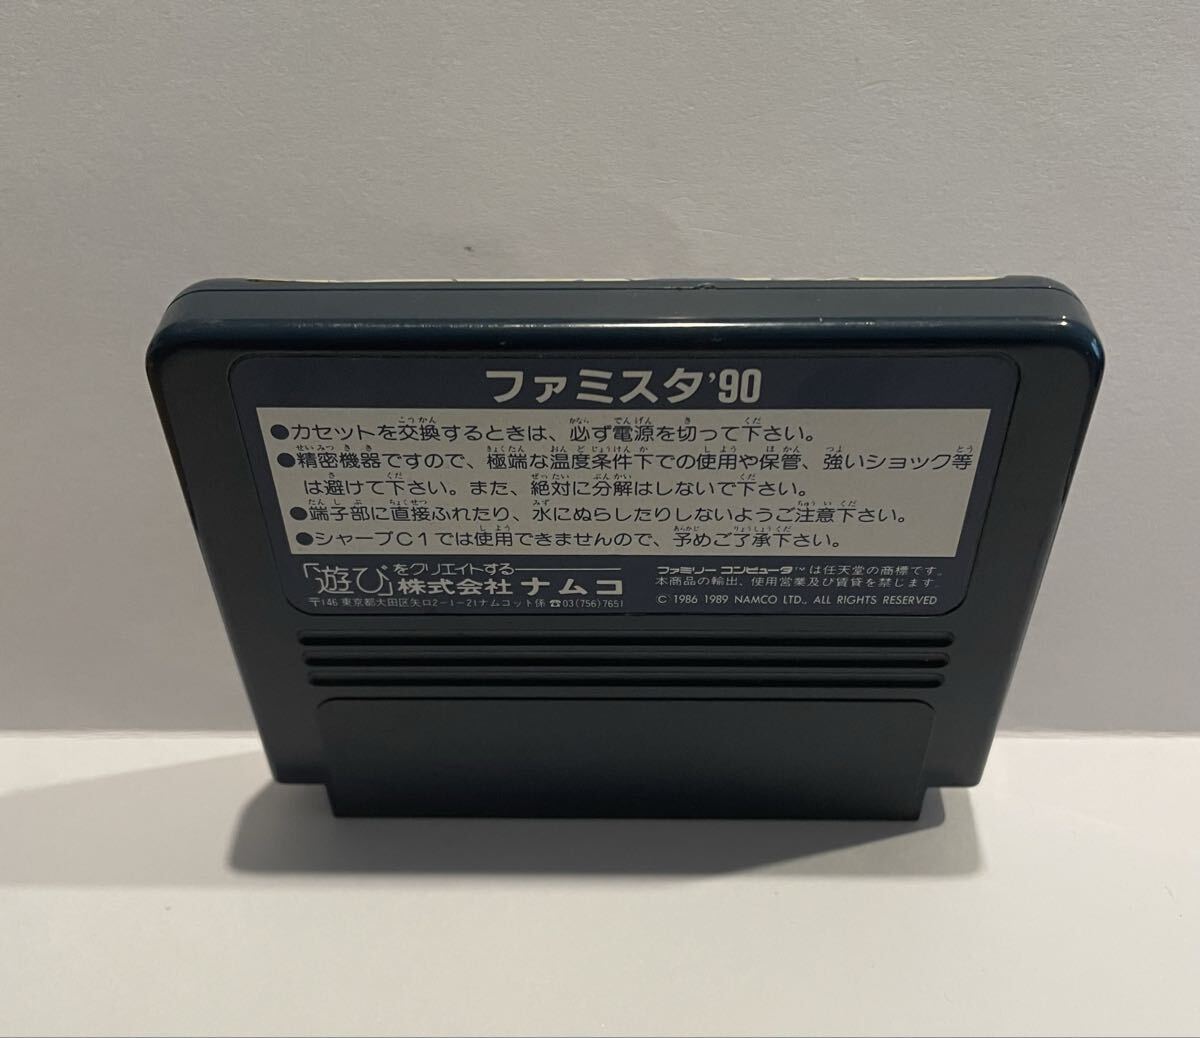 ファミスタ'90
●カセットを交換するときは、必ず電源を切って下さい。
●精密機器ですので、極端な温度条件下での使用や保管、強いショック等
は避けて下さい。また、絶対に分解はしないで下さい。
●端子部に直接ふれたり、水にぬらしたりしないようご注意下さい。
●シャープC1では使用できませんので、予めご了承下さい。
「遊び」をクリエイトする
株式会社 ナムコ
〒146 東京都大田区矢口2-1-21ナムコット係 ☎03(756)7651
ファミリー コンピュータ™は任天堂の商標です。
本商品の輸出、使用営業及び賃貸を禁じます。
© 1986 1989 NAMCO LTD., ALL RIGHTS RESERVED